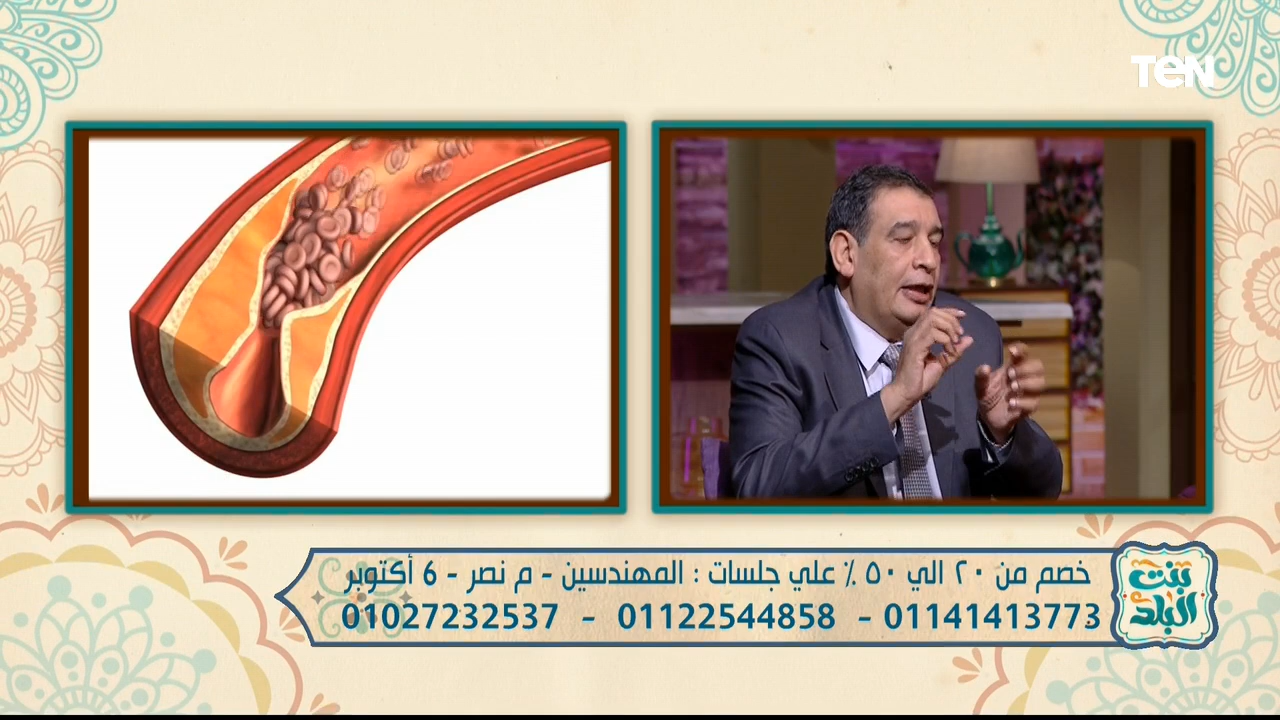 TEN
خصم من ٢٠ الي ٥٠ ٪ علي جلسات : المهندسين - م نصر - 6 أكتوبر
01027232537 - 01122544858 - 01141413773
بنت
البلد